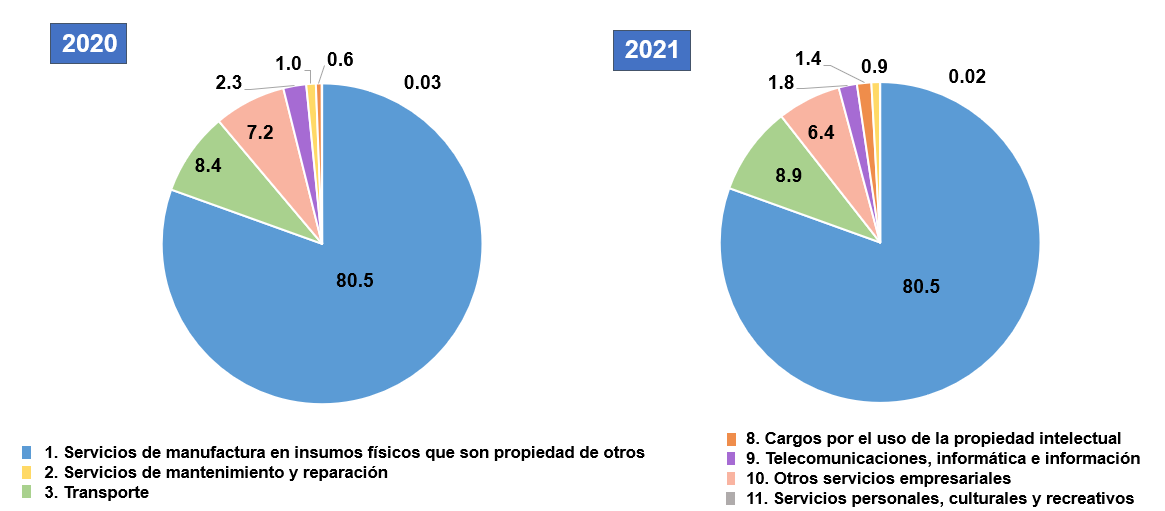 2020
1.0
0.6
2.3
0.03
7.2
8.4
80.5
2021
1.4
0.9
0.02
1.8
6.4
8.9
80.5
1. Servicios de manufactura en insumos físicos que son propiedad de otros
2. Servicios de mantenimiento y reparación
3. Transporte
8. Cargos por el uso de la propiedad intelectual
9. Telecomunicaciones, informática e información
10. Otros servicios empresariales
11. Servicios personales, culturales y recreativos